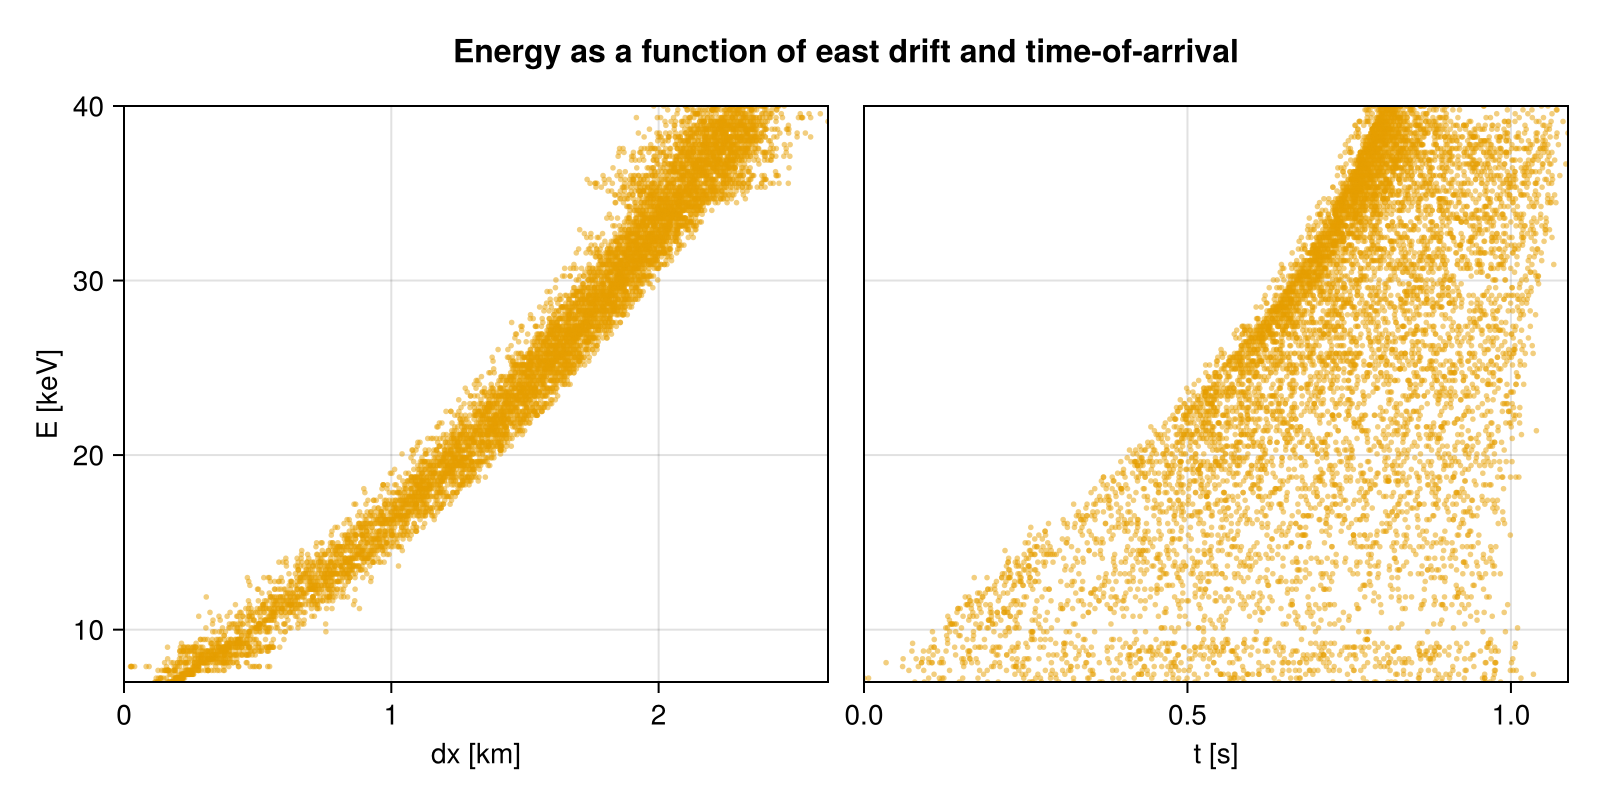 Energy as a function of east drift and time-of-arrival
E [keV]
40
30
20
10
0 1 2
dx [km]
0.0 0.5 1.0
t [s]